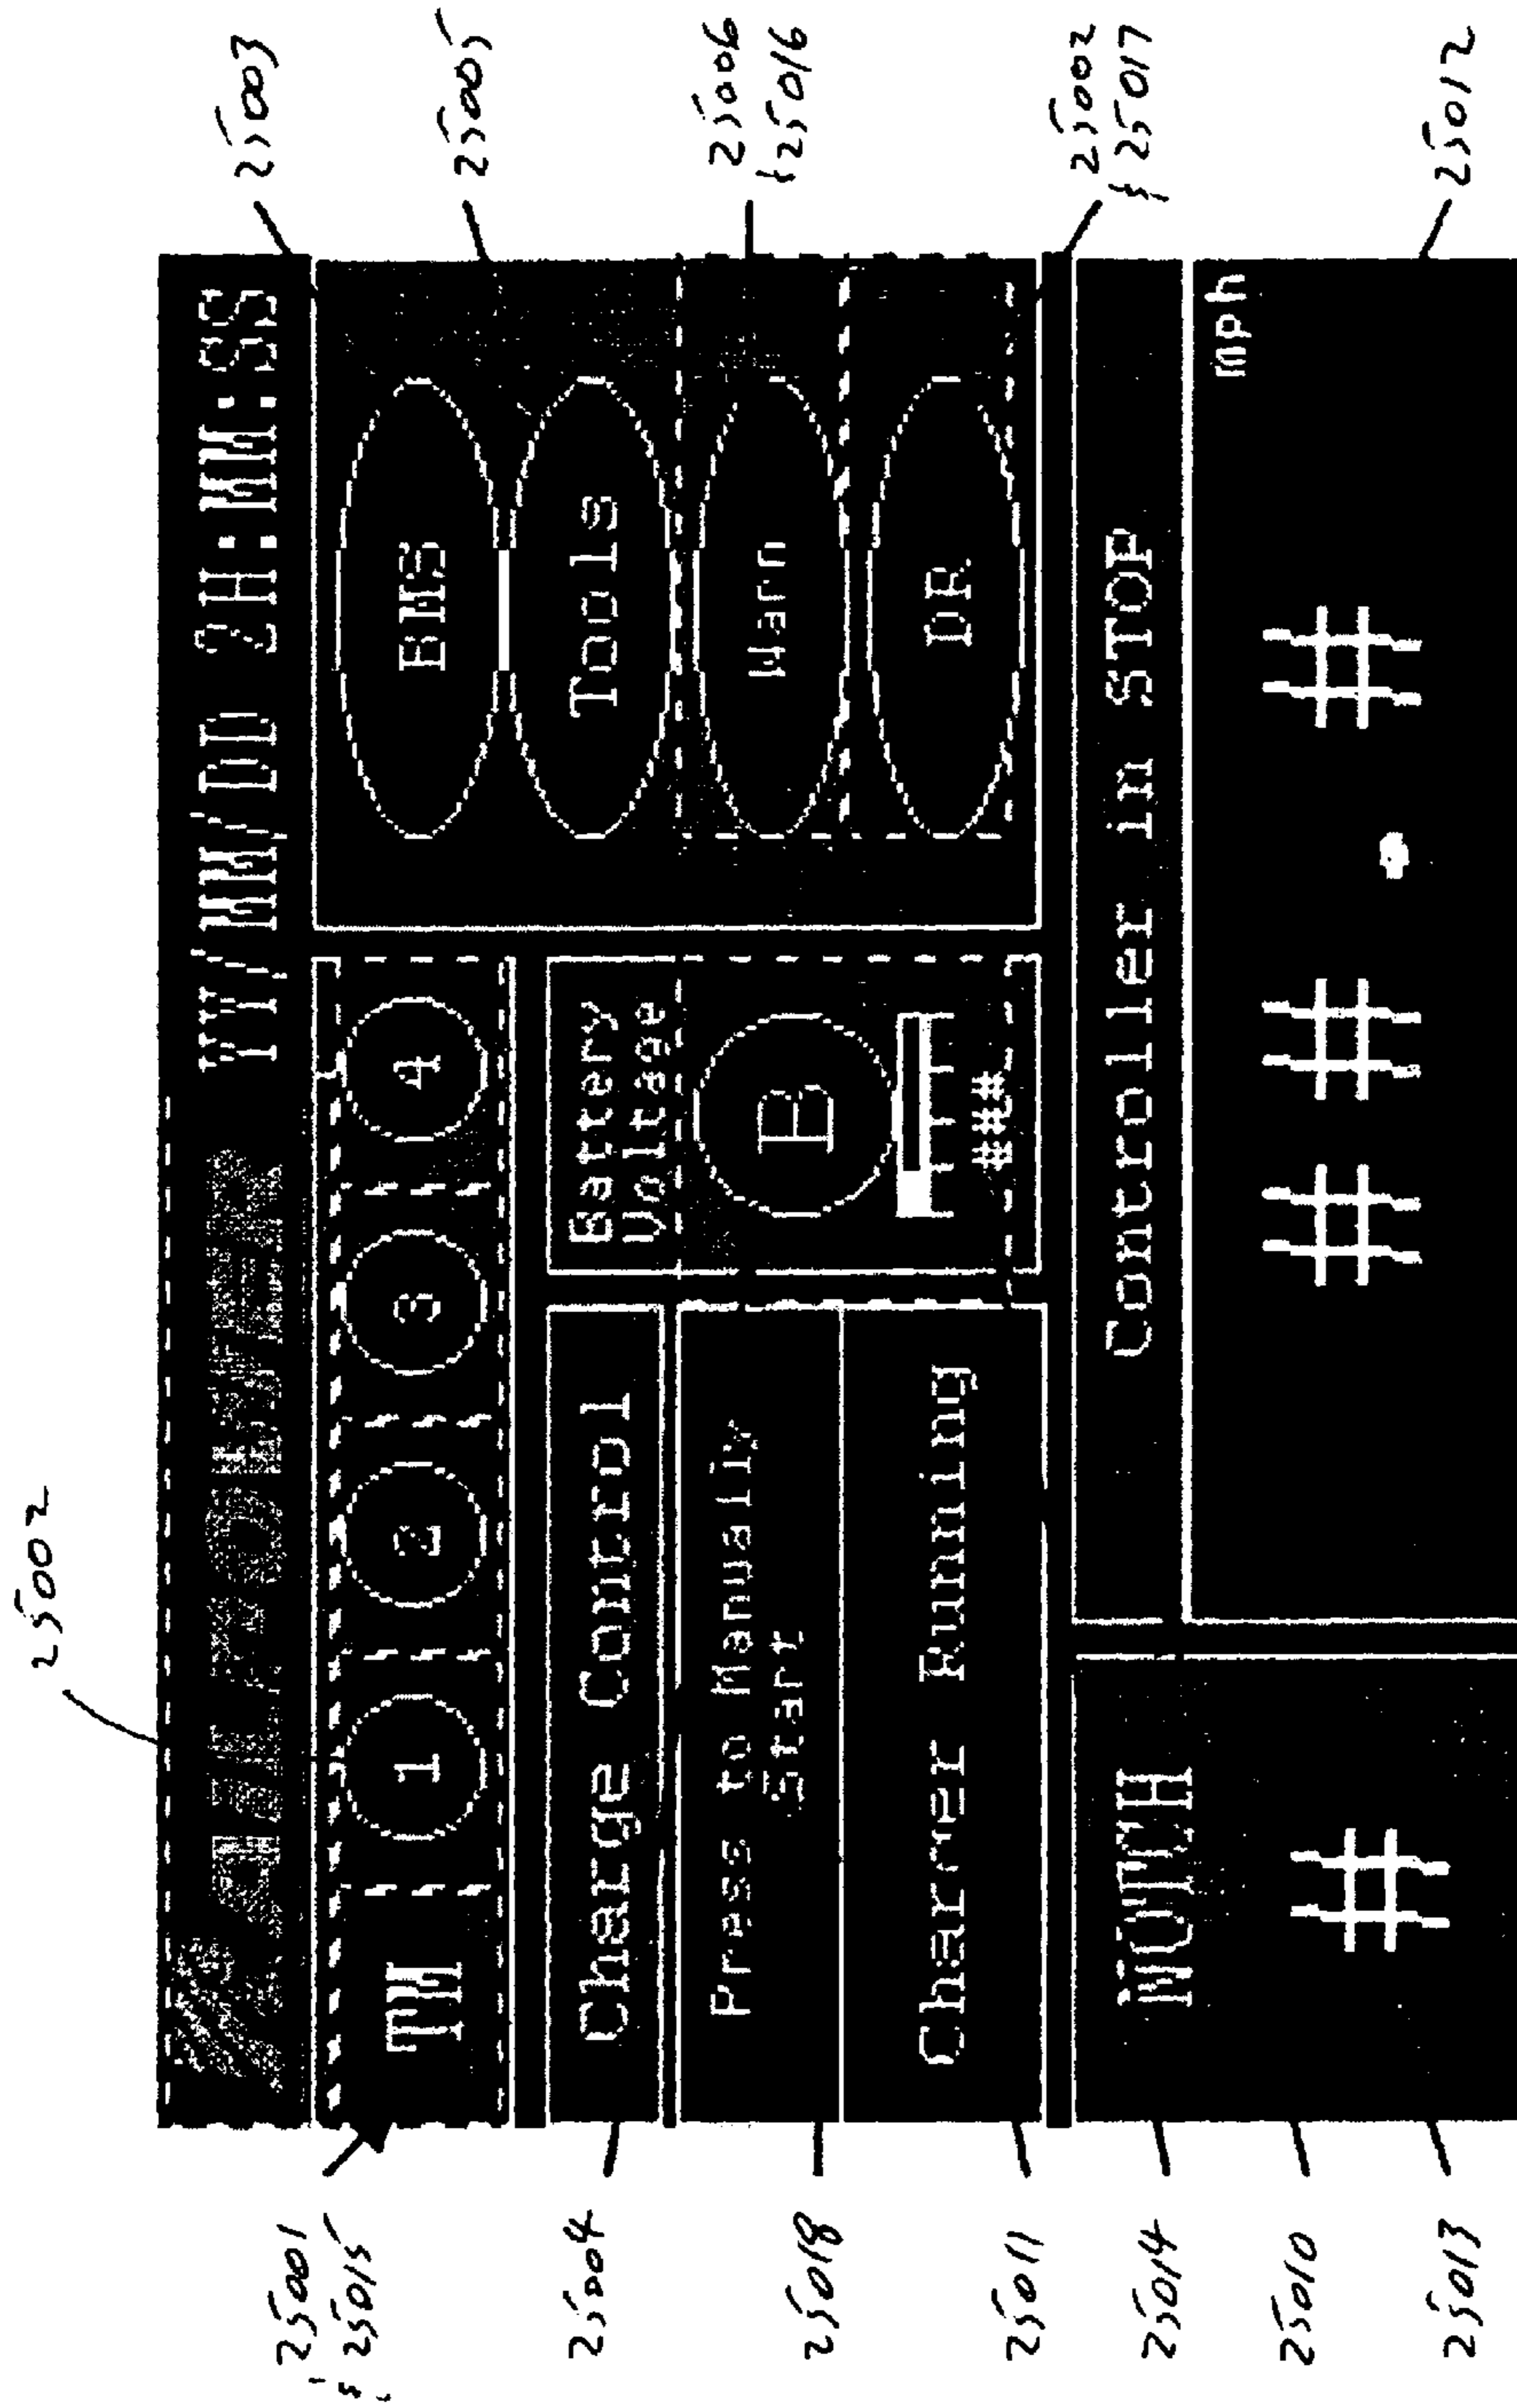 25002
YY/MM/DD 2H:MM:SS
25003
25001
& 25015
TM 1 2 3 4
BMS
25005
Tools
25004
Charge Control
Battery
Voltage
25018
Press to Manually
Start
B
Warn
25006
& 25016
25011
Charger Running
###
DR
25002
& 25017
25014
NOTCH
Controller in STOP
mph
25010
#
# # . #
25012
25013